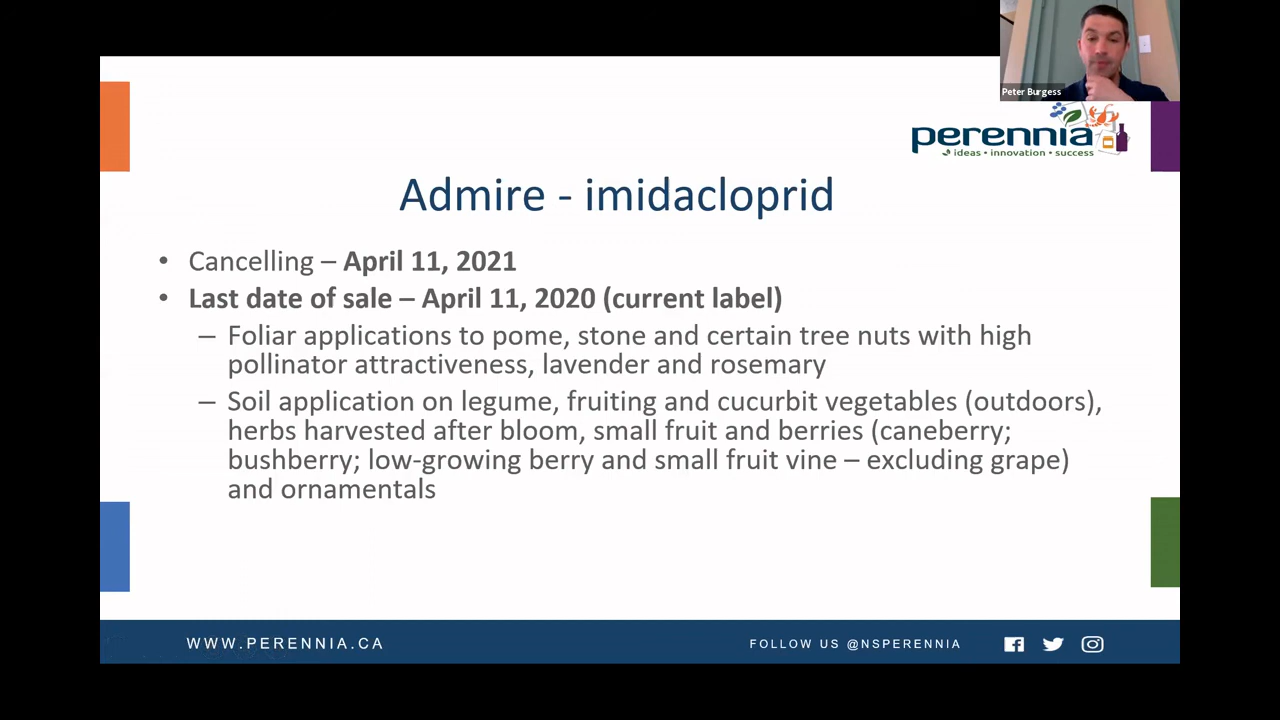 Peter Burgess
perennia
ideas • innovation • success
Admire - imidacloprid
• Cancelling – April 11, 2021
• Last date of sale – April 11, 2020 (current label)
– Foliar applications to pome, stone and certain tree nuts with high
pollinator attractiveness, lavender and rosemary
– Soil application on legume, fruiting and cucurbit vegetables (outdoors),
herbs harvested after bloom, small fruit and berries (caneberry;
bushberry; low-growing berry and small fruit vine – excluding grape)
and ornamentals
WWW.PERENNIA.CA
FOLLOW US @NSPERENNIA